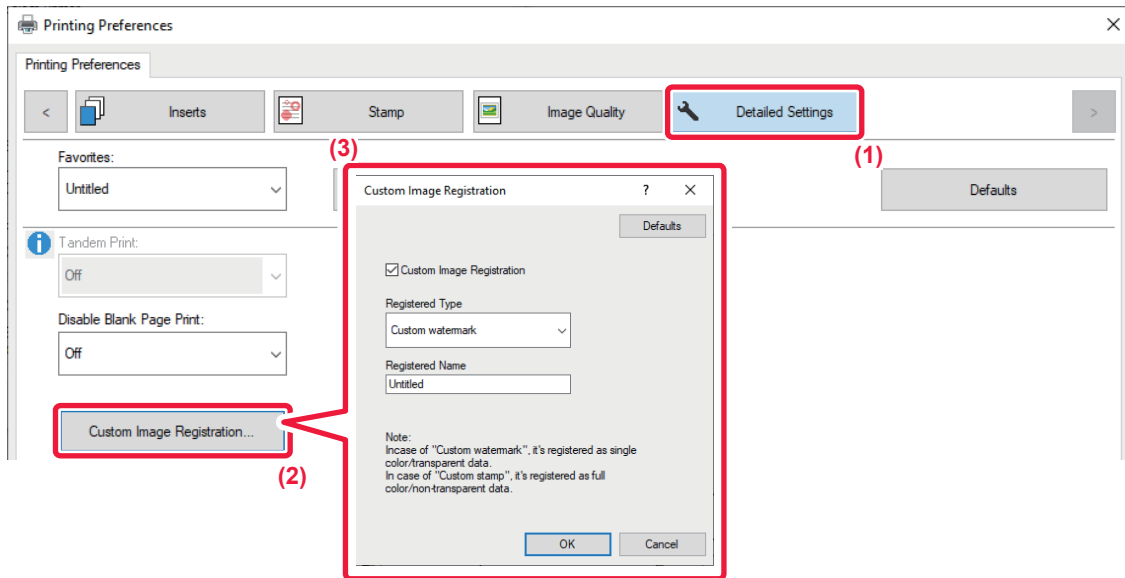 Printing Preferences
Printing Preferences
<
Inserts
Stamp
Image Quality
Detailed Settings
>
(1)
Favorites:
Untitled
Defaults
Tandem Print:
Off
Disable Blank Page Print:
Off
Custom Image Registration...
(2)
(3)
Custom Image Registration
?
Defaults
Custom Image Registration
Registered Type
Custom watermark
Registered Name
Untitled
Note:
Incase of "Custom watermark", it's registered as single
color/transparent data.
In case of "Custom stamp", it's registered as full
color/non-transparent data.
OK
Cancel